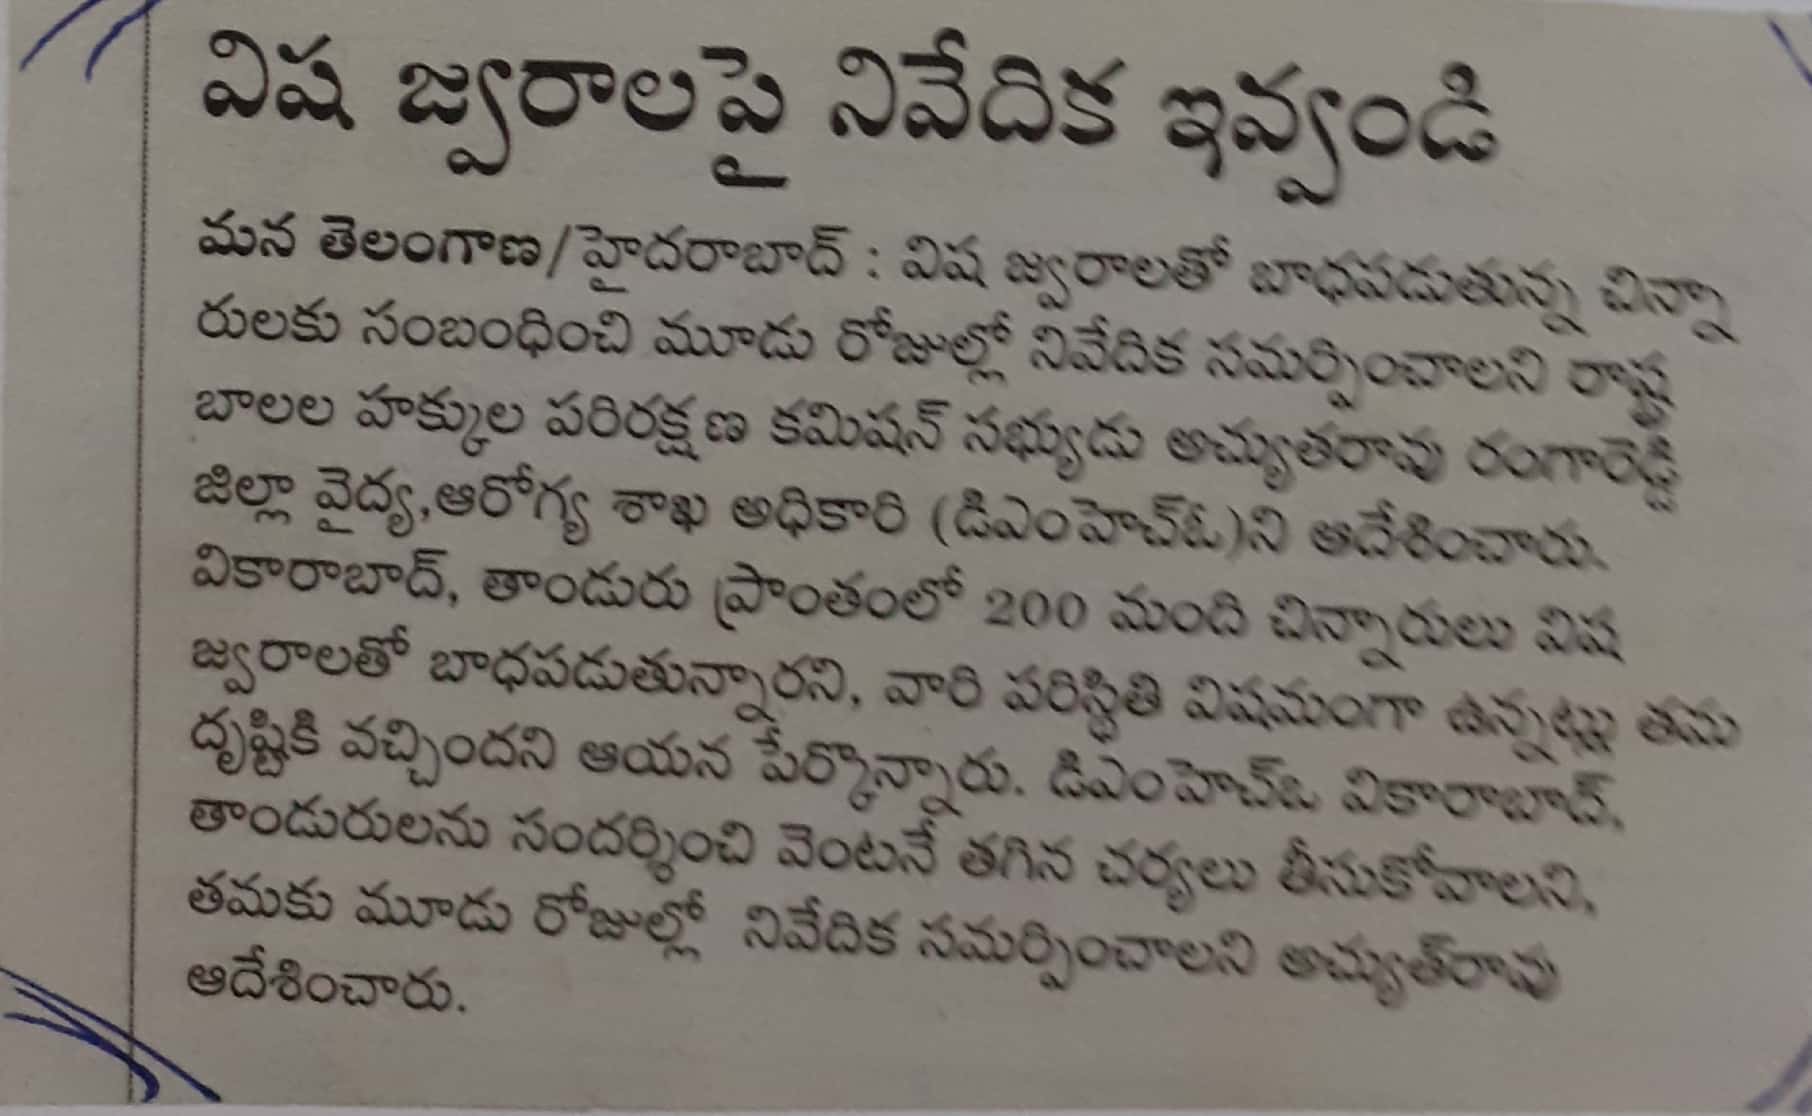 విష జ్వరాలపై నివేదిక ఇవ్వండి
మన తెలంగాణ/హైదరాబాద్ : విష జ్వరాలతో బాధపడుతున్న చిన్నా
రులకు సంబంధించి మూడు రోజుల్లో నివేదిక సమర్పించాలని రాష్ట్ర
బాలల హక్కుల పరిరక్షణ కమిషన్ సభ్యుడు అచ్యుతరావు రంగారెడ్డి
జిల్లా వైద్య,ఆరోగ్య శాఖ అధికారి (డిఎంహెచ్ఓ)ని ఆదేశించారు.
వికారాబాద్, తాండురు ప్రాంతంలో 200 మంది చిన్నారులు విష
జ్వరాలతో బాధపడుతున్నారని, వారి పరిస్థితి విషమంగా ఉన్నట్లు తమ
దృష్టికి వచ్చిందని ఆయన పేర్కొన్నారు. డిఎంహెచ్ఓ వికారాబాద్,
తాండురులను సందర్శించి వెంటనే తగిన చర్యలు తీసుకోవాలని,
తమకు మూడు రోజుల్లో నివేదిక సమర్పించాలని అచ్యుత్‌రావు
ఆదేశించారు.